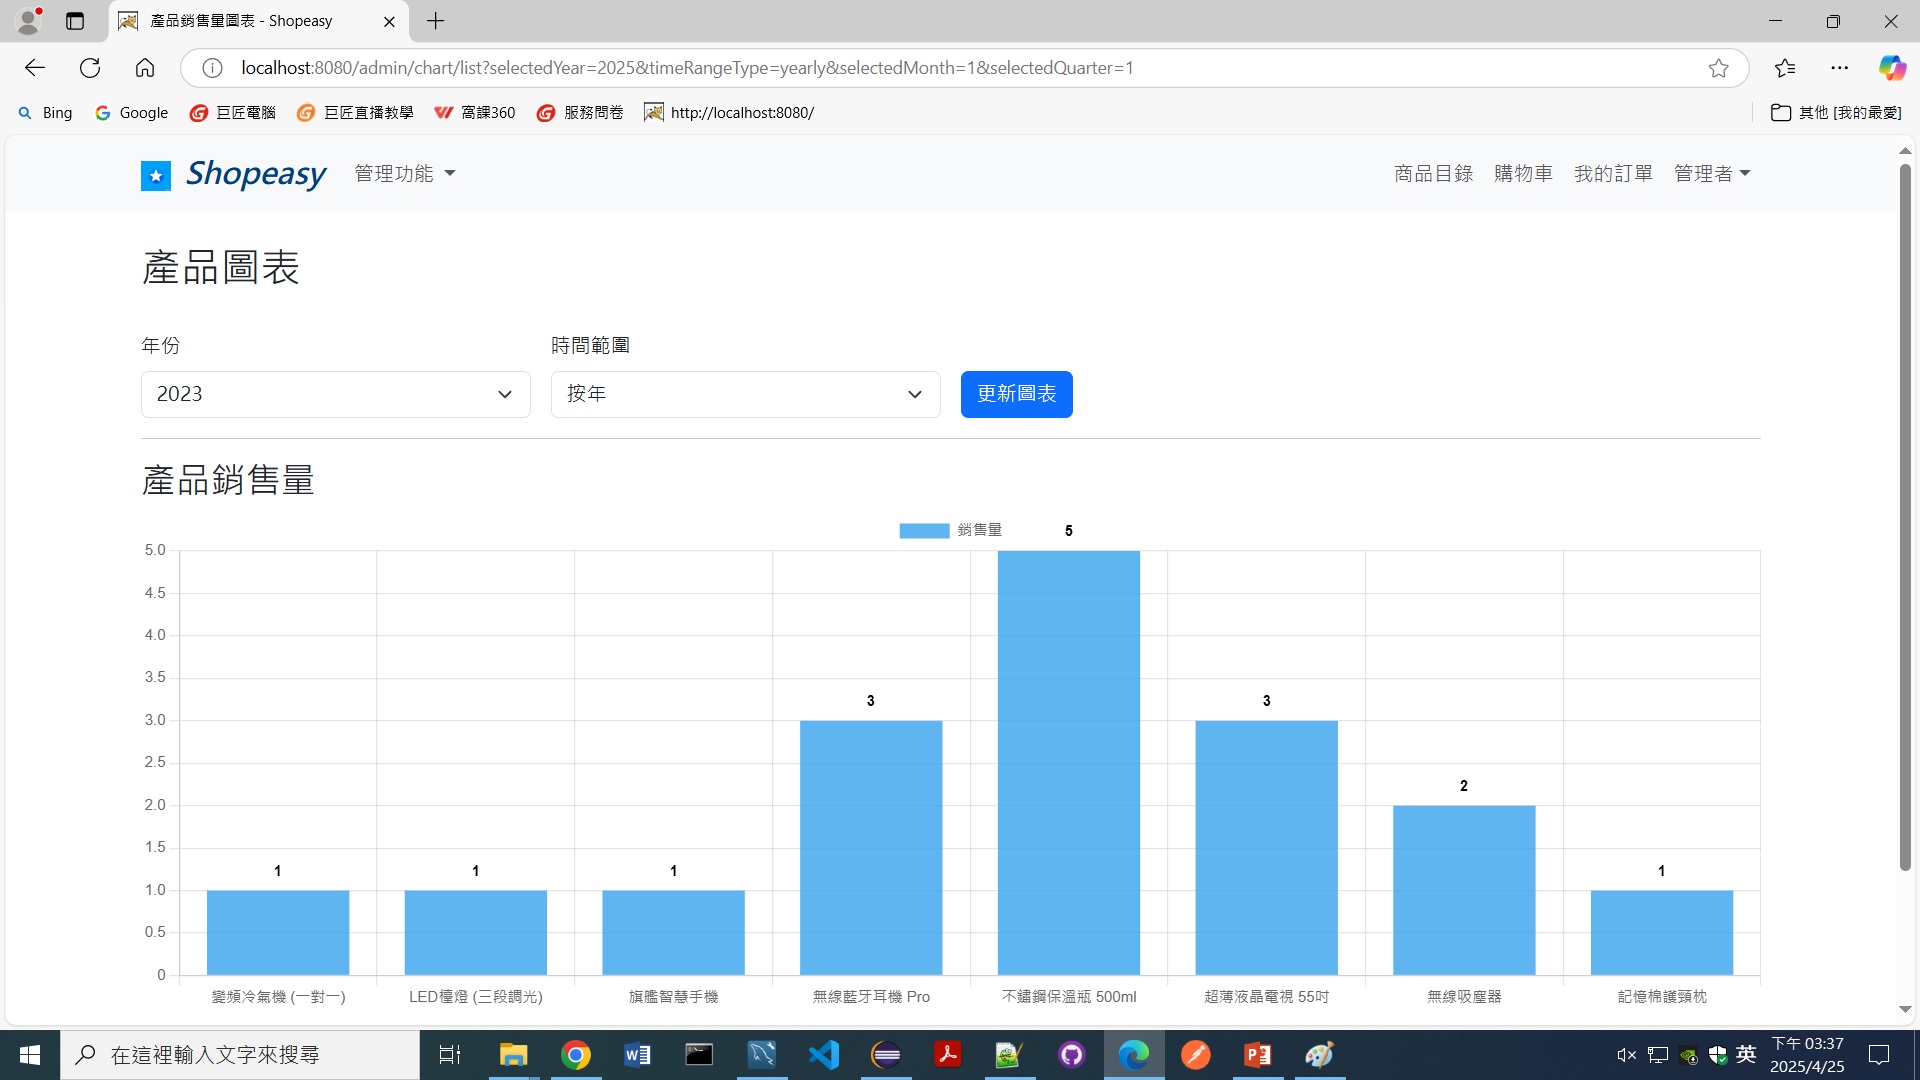 產品銷售量圖表 - Shopeasy
localhost:8080/admin/chart/list?selectedYear=2025&timeRangeType=yearly&selectedMonth=1&selectedQuarter=1
Bing Google 巨匠電腦 巨匠直播教學 窩課360 服務問卷 http://localhost:8080/ 其他 [我的最愛]
Shopeasy 管理功能 商品目錄 購物車 我的訂單 管理者
產品圖表
年份 時間範圍
2023 按年 更新圖表
產品銷售量
銷售量 5
5.0
4.5
4.0
3.5
3 3
3.0
2.5
2
2.0
1.5
1 1 1 1
1.0
0.5
0
變頻冷氣機 (一對一) LED檯燈 (三段調光) 旗艦智慧手機 無線藍牙耳機 Pro 不鏽鋼保溫瓶 500ml 超薄液晶電視 55吋 無線吸塵器 記憶棉護頸枕
在這裡輸入文字來搜尋 英 下午 03:37
2025/4/25